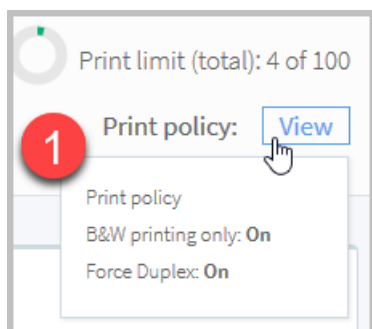 Print limit (total): 4 of 100
Print policy: View
1
Print policy
B&W printing only: On
Force Duplex: On